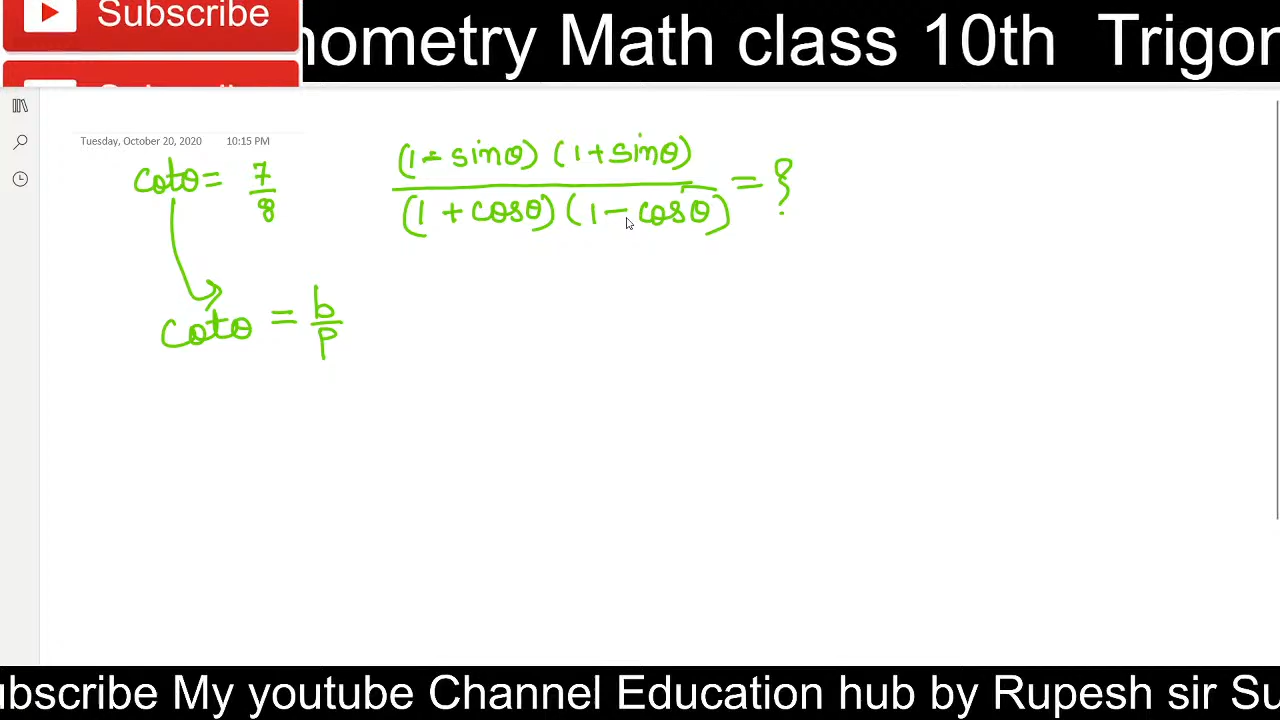 Subscribe
nometry Math class 10th Trigon
Subscribe
Tuesday, October 20, 2020 10:15 PM
cotθ = 7/8
(1 - sinθ) (1 + sinθ) / (1 + cosθ) (1 - cosθ) = ?
cotθ = b/P
ubscribe My youtube Channel Education hub by Rupesh sir Su